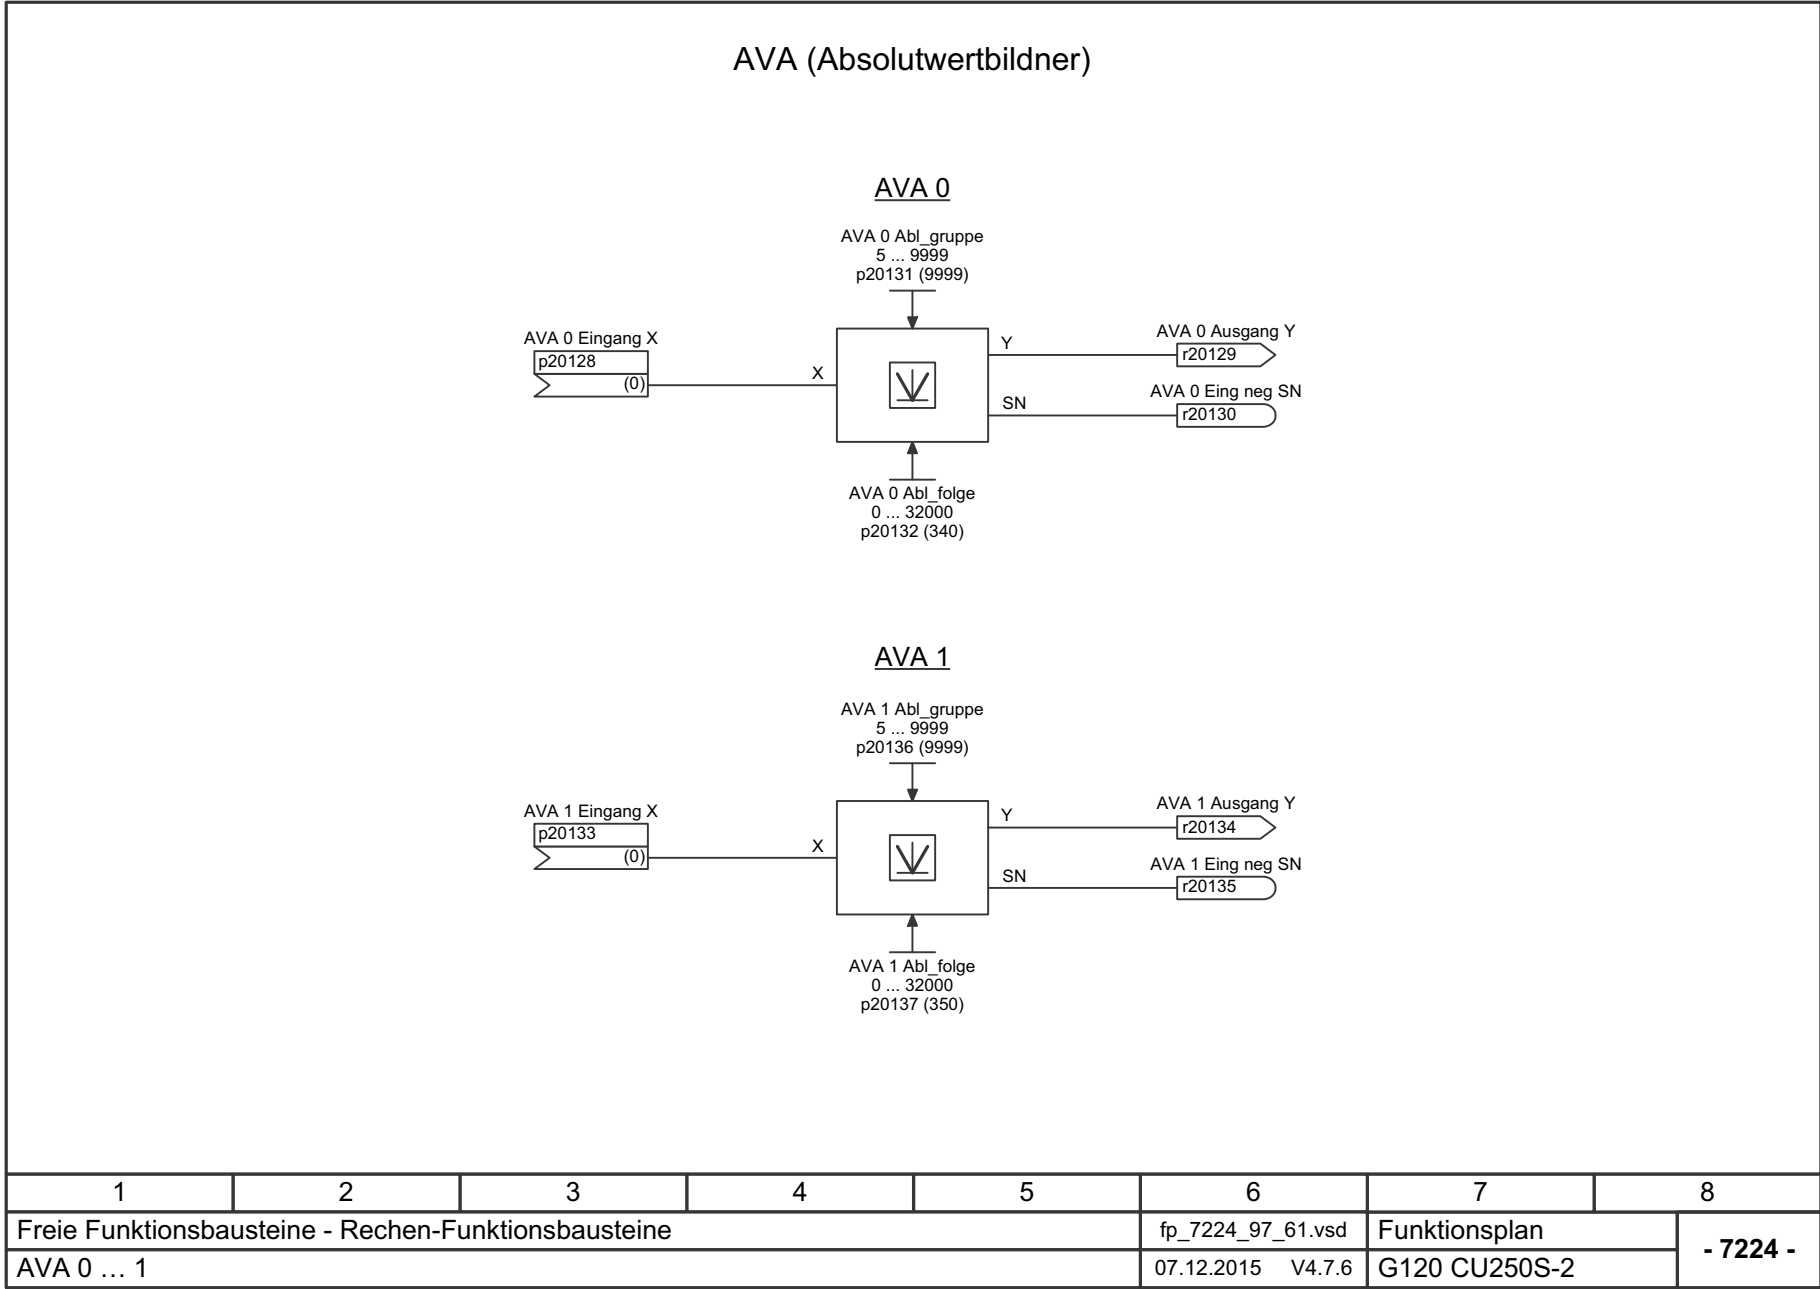 AVA (Absolutwertbildner)
AVA 0
AVA 0 Abl_gruppe
5 ... 9999
p20131 (9999)
AVA 0 Eingang X
p20128
(0)
X
Y
SN
AVA 0 Ausgang Y
r20129
AVA 0 Eing neg SN
r20130
AVA 0 Abl_folge
0 ... 32000
p20132 (340)
AVA 1
AVA 1 Abl_gruppe
5 ... 9999
p20136 (9999)
AVA 1 Eingang X
p20133
(0)
X
Y
SN
AVA 1 Ausgang Y
r20134
AVA 1 Eing neg SN
r20135
AVA 1 Abl_folge
0 ... 32000
p20137 (350)
1 2 3 4 5 6 7 8
Freie Funktionsbausteine - Rechen-Funktionsbausteine fp_7224_97_61.vsd Funktionsplan
- 7224 -
AVA 0 … 1 07.12.2015 V4.7.6 G120 CU250S-2